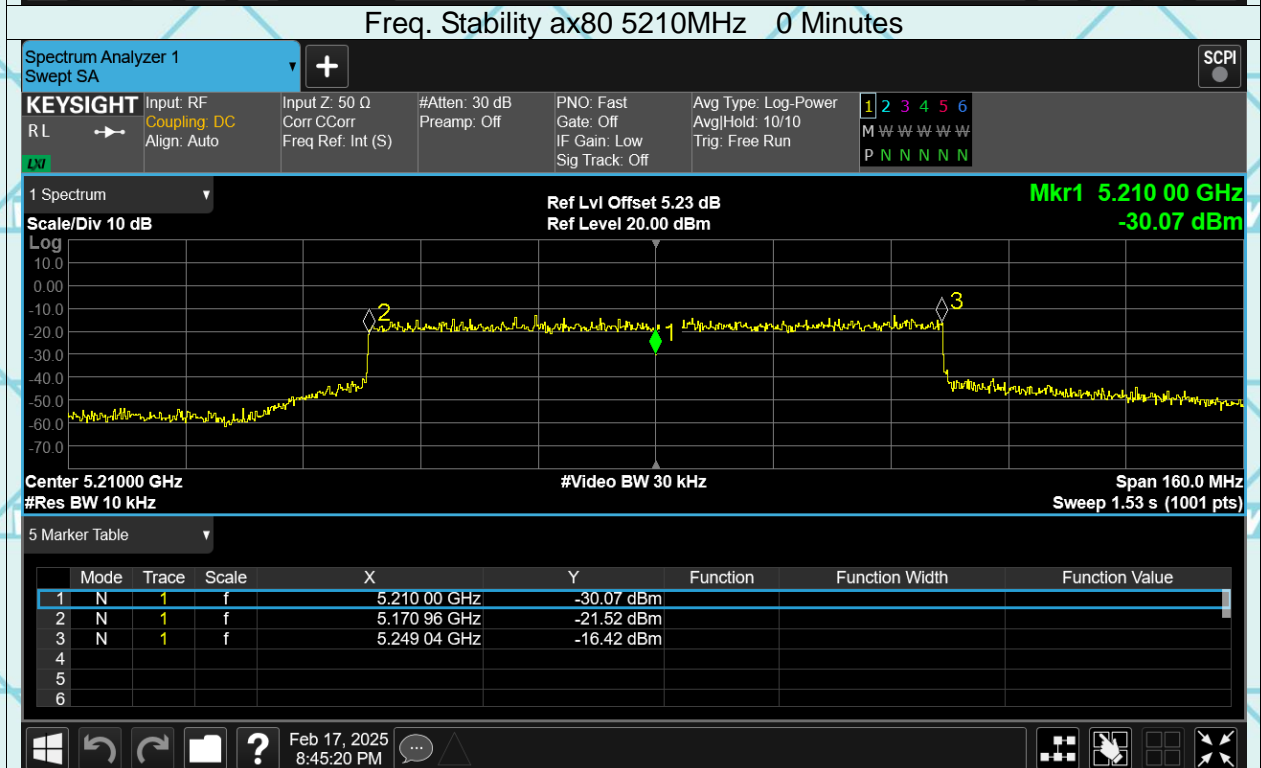 Freq. Stability ax80 5210MHz 0 Minutes
Spectrum Analyzer 1
Swept SA
+
SCPI
KEYSIGHT
R L
LXI
Input: RF
Coupling: DC
Align: Auto
Input Z: 50 Ω
Corr CCorr
Freq Ref: Int (S)
#Atten: 30 dB
Preamp: Off
PNO: Fast
Gate: Off
IF Gain: Low
Sig Track: Off
Avg Type: Log-Power
Avg|Hold: 10/10
Trig: Free Run
1 2 3 4 5 6
M W W W W W
P N N N N N
1 Spectrum
Scale/Div 10 dB
Ref Lvl Offset 5.23 dB
Ref Level 20.00 dBm
Mkr1 5.210 00 GHz
-30.07 dBm
Log
10.0
0.00
-10.0
-20.0
-30.0
-40.0
-50.0
-60.0
-70.0
2
1
3
Center 5.21000 GHz
#Video BW 30 kHz
Span 160.0 MHz
#Res BW 10 kHz
Sweep 1.53 s (1001 pts)
5 Marker Table
Mode Trace Scale X Y Function Function Width Function Value
1 N 1 f 5.210 00 GHz -30.07 dBm
2 N 1 f 5.170 96 GHz -21.52 dBm
3 N 1 f 5.249 04 GHz -16.42 dBm
4
5
6
?
Feb 17, 2025
8:45:20 PM